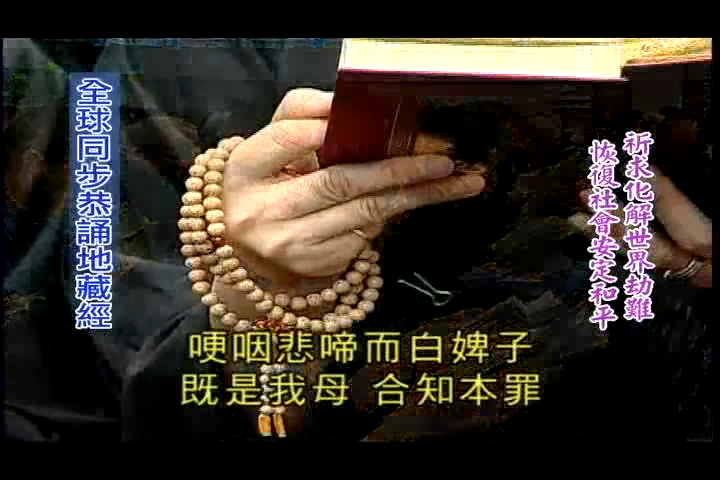 全球同步恭誦地藏經
祈求化解世界劫難
恢復社會安定和平
哽咽悲啼而白婢子
既是我母 合知本罪